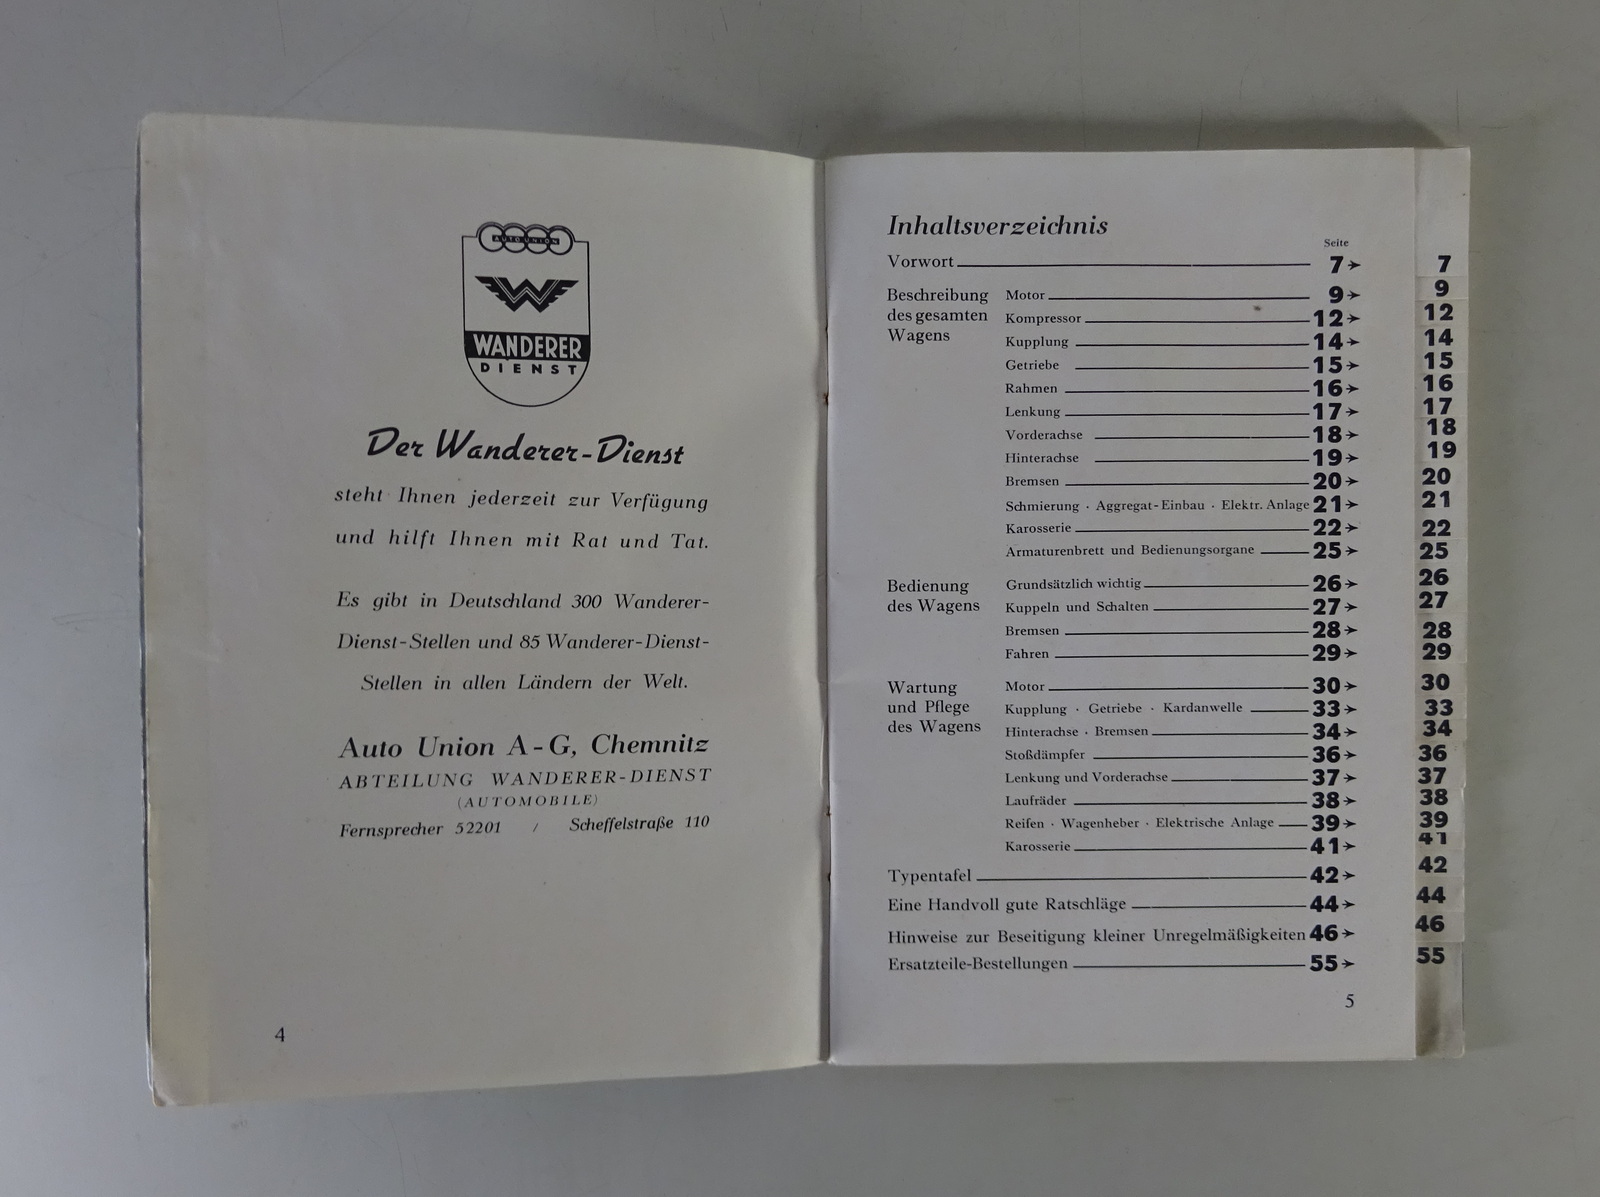 AUTO UNION
W
WANDERER
DIENST
Der Wanderer-Dienst
steht Ihnen jederzeit zur Verfügung
und hilft Ihnen mit Rat und Tat.
Es gibt in Deutschland 300 Wanderer-
Dienst-Stellen und 85 Wanderer-Dienst-
Stellen in allen Ländern der Welt.
Auto Union A-G, Chemnitz
ABTEILUNG WANDERER-DIENST
(AUTOMOBILE)
Fernsprecher 52201 / Scheffelstraße 110
4
Inhaltsverzeichnis
Seite
Vorwort 7 7
Beschreibung Motor 9 9
des gesamten Kompressor 12 12
Wagens Kupplung 14 14
Getriebe 15 15
Rahmen 16 16
Lenkung 17 17
Vorderachse 18 18
Hinterachse 19 19
Bremsen 20 20
Schmierung · Aggregat-Einbau · Elektr. Anlage 21 21
Karosserie 22 22
Armaturenbrett und Bedienungsorgane 25 25
Bedienung Grundsätzlich wichtig 26 26
des Wagens Kuppeln und Schalten 27 27
Bremsen 28 28
Fahren 29 29
Wartung Motor 30 30
und Pflege Kupplung · Getriebe · Kardanwelle 33 33
des Wagens Hinterachse · Bremsen 34 34
Stoßdämpfer 36 36
Lenkung und Vorderachse 37 37
Laufräder 38 38
Reifen · Wagenheber · Elektrische Anlage 39 39
Karosserie 41 41
Typentafel 42 42
Eine Handvoll gute Ratschläge 44 44
Hinweise zur Beseitigung kleiner Unregelmäßigkeiten 46 46
Ersatzteile-Bestellungen 55 55
5